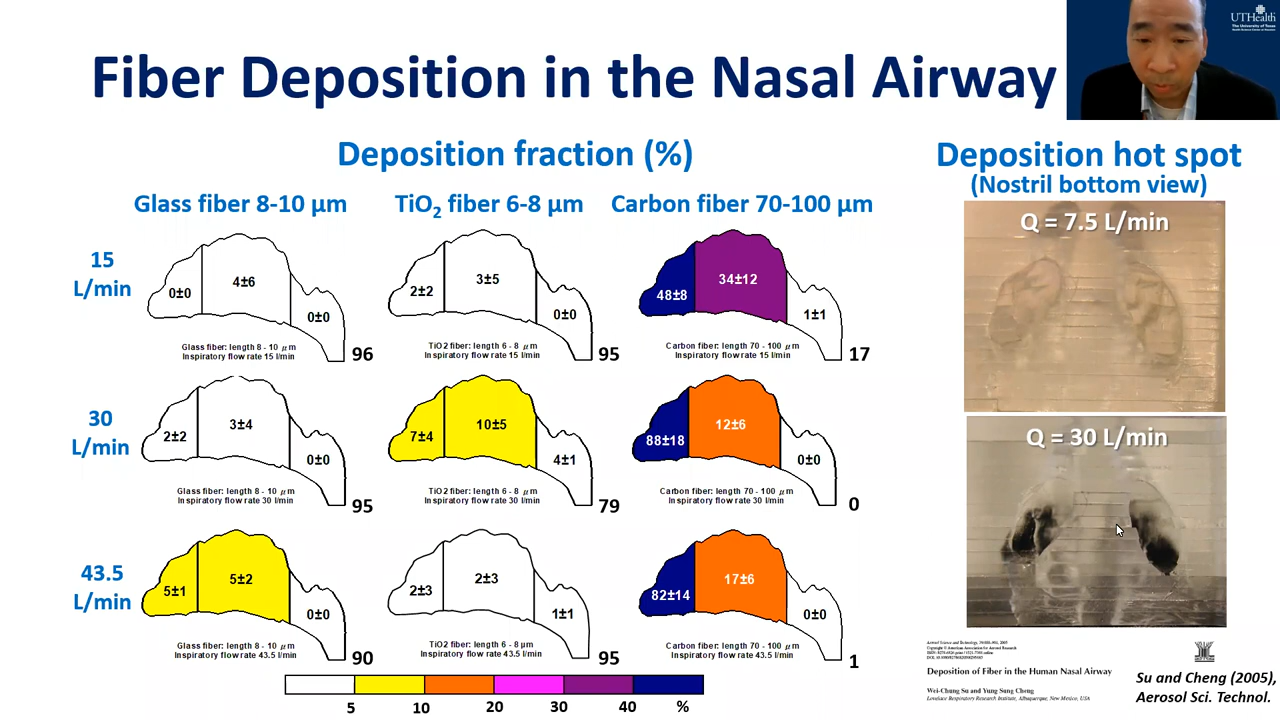 UTHealth
The University of Texas
Health Science Center at Houston
Fiber Deposition in the Nasal Airway
Deposition fraction (%)
Glass fiber 8-10 µm
TiO2 fiber 6-8 µm
Carbon fiber 70-100 µm
15
L/min
0±0
4±6
0±0
Glass fiber: length 8 - 10 µm
Inspiratory flow rate 15 l/min
96
2±2
3±5
0±0
TiO2 fiber: length 6 - 8 µm
Inspiratory flow rate 15 l/min
95
48±8
34±12
1±1
Carbon fiber: length 70 - 100 µm
Inspiratory flow rate 15 l/min
17
30
L/min
2±2
3±4
0±0
Glass fiber: length 8 - 10 µm
Inspiratory flow rate 30 l/min
95
7±4
10±5
4±1
TiO2 fiber: length 6 - 8 µm
Inspiratory flow rate 30 l/min
79
88±18
12±6
0±0
Carbon fiber: length 70 - 100 µm
Inspiratory flow rate 30 l/min
0
43.5
L/min
5±1
5±2
0±0
Glass fiber: length 8 - 10 µm
Inspiratory flow rate 43.5 l/min
90
2±3
2±3
1±1
TiO2 fiber: length 6 - 8 µm
Inspiratory flow rate 43.5 l/min
95
82±14
17±6
0±0
Carbon fiber: length 70 - 100 µm
Inspiratory flow rate 43.5 l/min
1
5 10 20 30 40 %
Deposition hot spot
(Nostril bottom view)
Q = 7.5 L/min
Q = 30 L/min
Deposition of Fiber in the Human Nasal Airway
Wei-Chung Su and Yung Sung Cheng
Lovelace Respiratory Research Institute, Albuquerque, New Mexico, USA
Su and Cheng (2005),
Aerosol Sci. Technol.